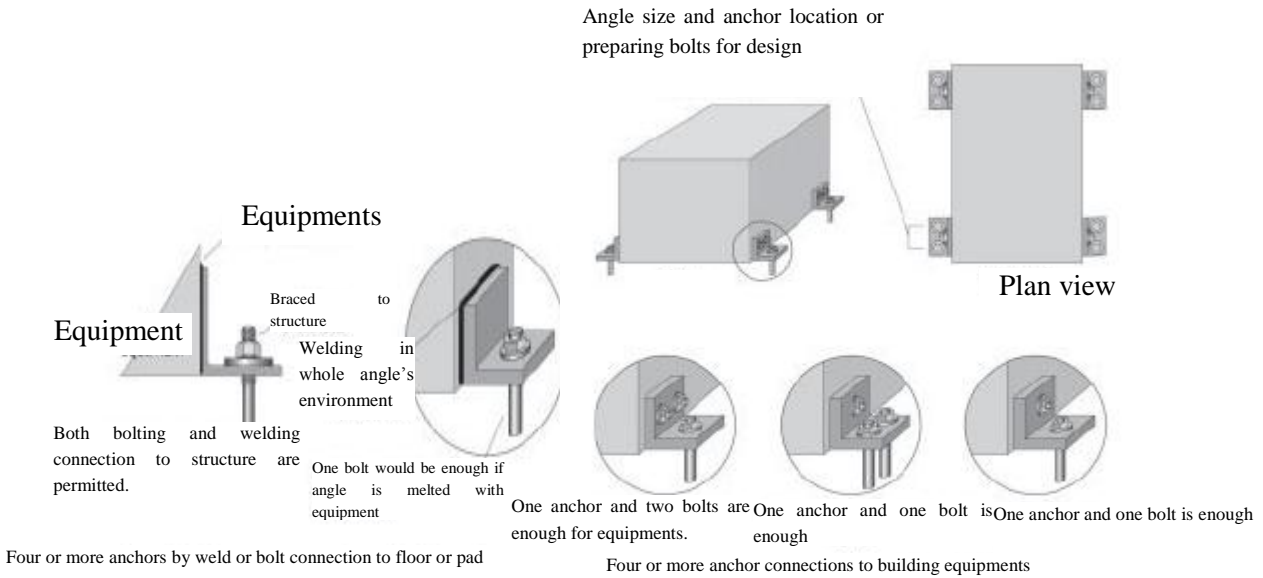 Angle size and anchor location or
preparing bolts for design
Equipments
Plan view
Braced to
structure
Equipment
Welding in
whole angle's
environment
Both bolting and welding
connection to structure are
permitted.
One bolt would be enough if
angle is melted with
equipment
One anchor and two bolts are
enough for equipments.
One anchor and one bolt is
enough
One anchor and one bolt is enough
Four or more anchors by weld or bolt connection to floor or pad
Four or more anchor connections to building equipments